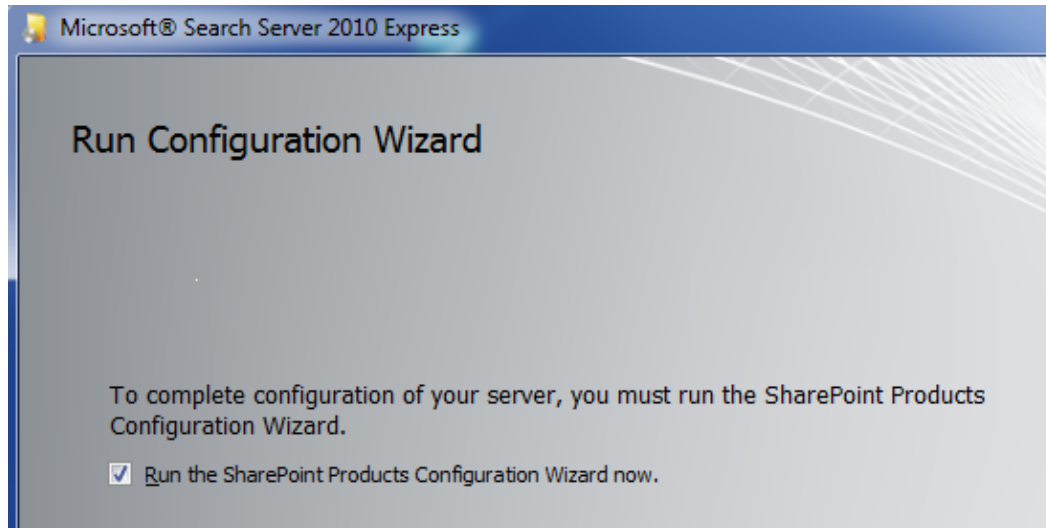 Microsoft® Search Server 2010 Express
Run Configuration Wizard
To complete configuration of your server, you must run the SharePoint Products
Configuration Wizard.
Run the SharePoint Products Configuration Wizard now.